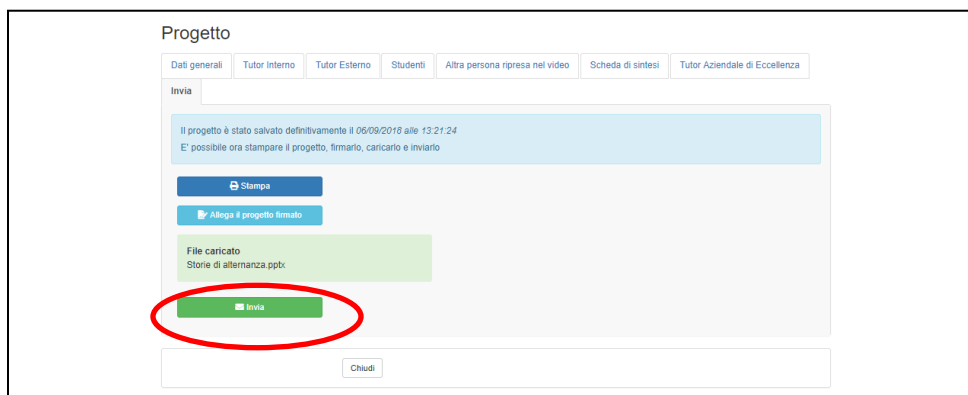 Progetto
Dati generali Tutor Interno Tutor Esterno Studenti Altra persona ripresa nel video Scheda di sintesi Tutor Aziendale di Eccellenza
Invia
Il progetto è stato salvato definitivamente il 06/09/2018 alle 13:21:24
E' possibile ora stampare il progetto, firmarlo, caricarlo e inviarlo
Stampa
Allega il progetto firmato
File caricato
Storie di alternanza.pptx
Invia
Chiudi